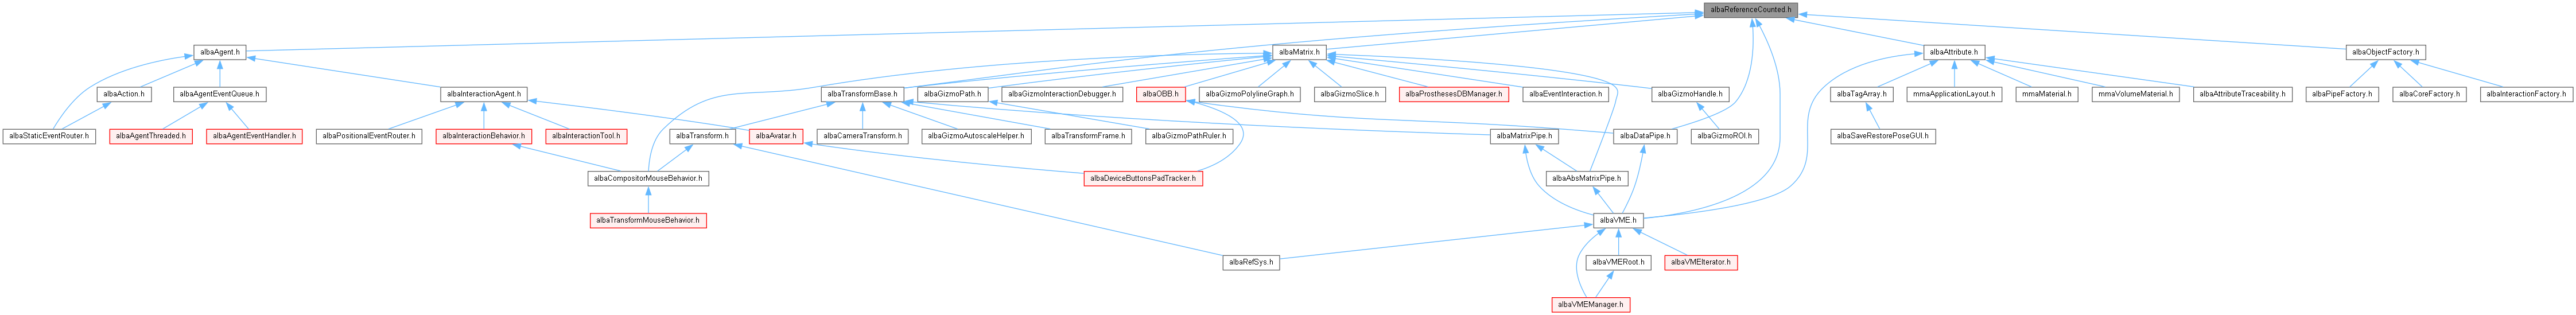 albaReferenceCounted.h
albaAgent.h
albaMatrix.h
albaAttribute.h
albaObjectFactory.h
albaAction.h
albaAgentEventQueue.h
albaInteractionAgent.h
albaTransformBase.h
albaGizmoPath.h
albaGizmoInteractionDebugger.h
albaOBB.h
albaGizmoPolylineGraph.h
albaGizmoSlice.h
albaProsthesesDBManager.h
albaEventInteraction.h
albaGizmoHandle.h
albaTagArray.h
mmaApplicationLayout.h
mmaMaterial.h
mmaVolumeMaterial.h
albaAttributeTraceability.h
albaPipeFactory.h
albaCoreFactory.h
albaInteractionFactory.h
albaStaticEventRouter.h
albaAgentThreaded.h
albaAgentEventHandler.h
albaPositionalEventRouter.h
albaInteractionBehavior.h
albaInteractionTool.h
albaTransform.h
albaAvatar.h
albaCameraTransform.h
albaGizmoAutoscaleHelper.h
albaTransformFrame.h
albaGizmoPathRuler.h
albaMatrixPipe.h
albaDataPipe.h
albaGizmoROI.h
albaSaveRestorePoseGUI.h
albaCompositorMouseBehavior.h
albaDeviceButtonsPadTracker.h
albaAbsMatrixPipe.h
albaTransformMouseBehavior.h
albaVME.h
albaRefSys.h
albaVMERoot.h
albaVMEIterator.h
albaVMEManager.h